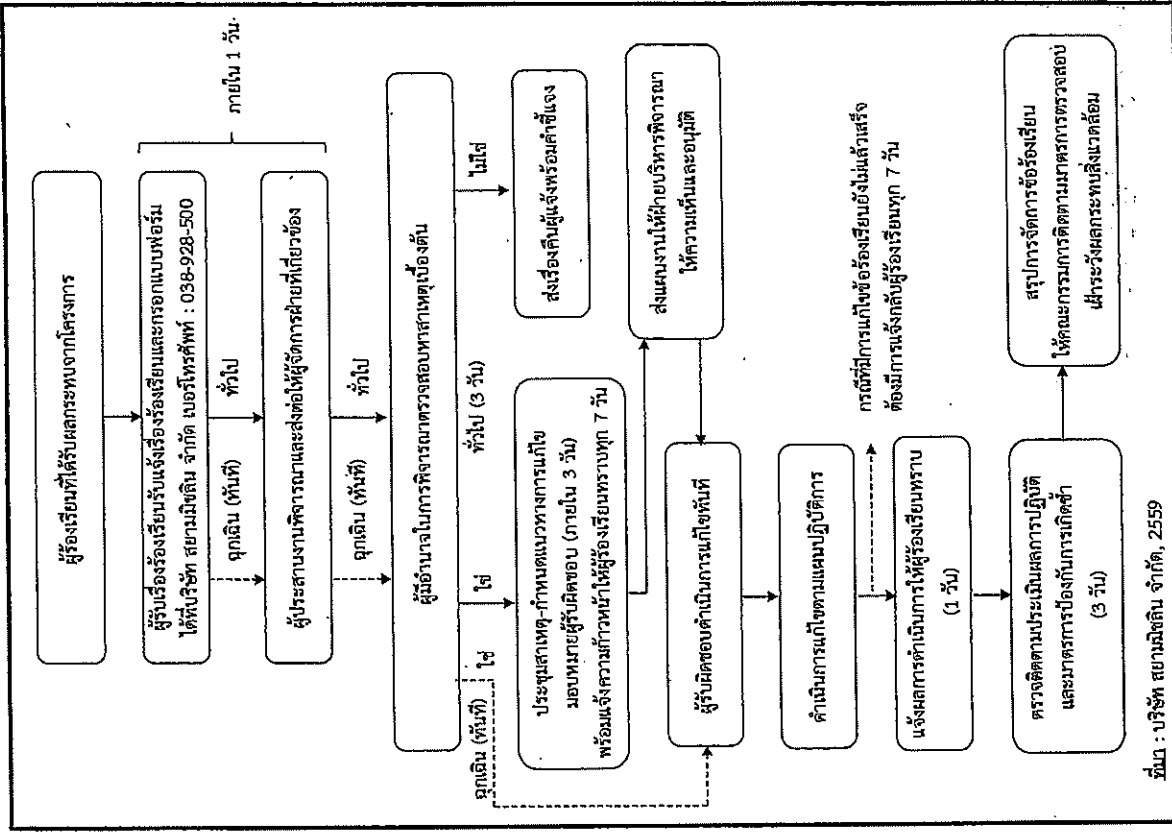 ผู้ร้องเรียนที่ได้รับผลกระทบจากโครงการ
ผู้รับเรื่องร้องเรียนรับแจ้งเรื่องร้องเรียนและกรอกแบบฟอร์ม
ได้ที่บริษัท สยามมิชลิน จำกัด เบอร์โทรศัพท์ : 038-928-500
ภายใน 1 วัน
ฉุกเฉิน (ทันที)
ทั่วไป
ผู้ประสานงานพิจารณาและส่งต่อให้ผู้จัดการฝ่ายที่เกี่ยวข้อง
ฉุกเฉิน (ทันที)
ทั่วไป
ผู้มีอำนาจในการพิจารณาตรวจสอบหาสาเหตุเบื้องต้น
ฉุกเฉิน (ทันที)
ใช่
ใช่
ทั่วไป (3 วัน)
ไม่ใช่
ส่งเรื่องคืนผู้แจ้งพร้อมคำชี้แจง
ประชุมสาเหตุ-กำหนดแนวทางการแก้ไข
มอบหมายผู้รับผิดชอบ (ภายใน 3 วัน)
พร้อมแจ้งความก้าวหน้าให้ผู้ร้องเรียนทราบทุก 7 วัน
ส่งแผนงานให้ฝ่ายบริหารพิจารณา
ให้ความเห็นและอนุมัติ
ผู้รับผิดชอบดำเนินการแก้ไขทันที
ดำเนินการแก้ไขตามแผนปฏิบัติการ
กรณีที่มีการแก้ไขข้อร้องเรียนยังไม่แล้วเสร็จ
ต้องมีการแจ้งกลับผู้ร้องเรียนทุก 7 วัน
แจ้งผลการดำเนินการให้ผู้ร้องเรียนทราบ
(1 วัน)
ตรวจติดตามประเมินผลการปฏิบัติ
และมาตรการป้องกันการเกิดซ้ำ
(3 วัน)
สรุปการจัดการข้อร้องเรียน
ให้คณะกรรมการติดตามมาตรการตรวจสอบ
เฝ้าระวังผลกระทบสิ่งแวดล้อม
ที่มา : บริษัท สยามมิชลิน จำกัด, 2559